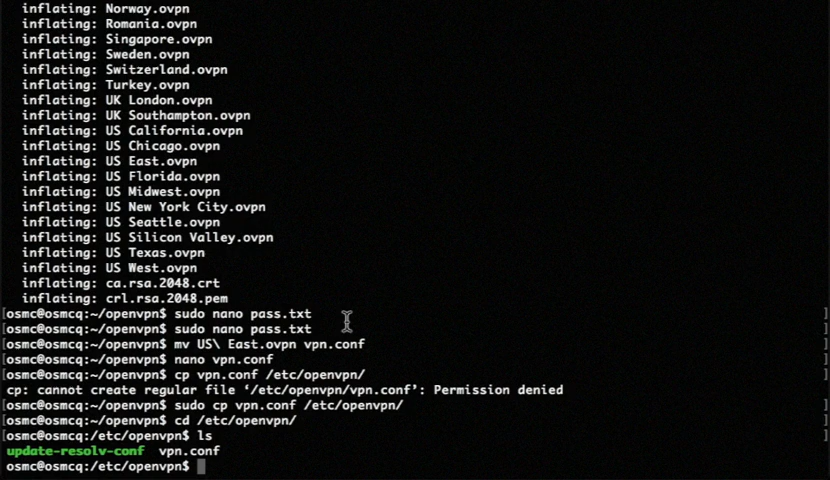 inflating: Norway.ovpn
inflating: Romania.ovpn
inflating: Singapore.ovpn
inflating: Sweden.ovpn
inflating: Switzerland.ovpn
inflating: Turkey.ovpn
inflating: UK London.ovpn
inflating: UK Southampton.ovpn
inflating: US California.ovpn
inflating: US Chicago.ovpn
inflating: US East.ovpn
inflating: US Florida.ovpn
inflating: US Midwest.ovpn
inflating: US New York City.ovpn
inflating: US Seattle.ovpn
inflating: US Silicon Valley.ovpn
inflating: US Texas.ovpn
inflating: US West.ovpn
inflating: ca.rsa.2048.crt
inflating: crl.rsa.2048.pem
[osmc@osmcq:~/openvpn$ sudo nano pass.txt ]
[osmc@osmcq:~/openvpn$ sudo nano pass.txt ]
[osmc@osmcq:~/openvpn$ mv US\ East.ovpn vpn.conf ]
[osmc@osmcq:~/openvpn$ nano vpn.conf ]
[osmc@osmcq:~/openvpn$ cp vpn.conf /etc/openvpn/ ]
cp: cannot create regular file ‘/etc/openvpn/vpn.conf’: Permission denied
[osmc@osmcq:~/openvpn$ sudo cp vpn.conf /etc/openvpn/ ]
[osmc@osmcq:~/openvpn$ cd /etc/openvpn/ ]
[osmc@osmcq:/etc/openvpn$ ls ]
update-resolv-conf vpn.conf
osmc@osmcq:/etc/openvpn$